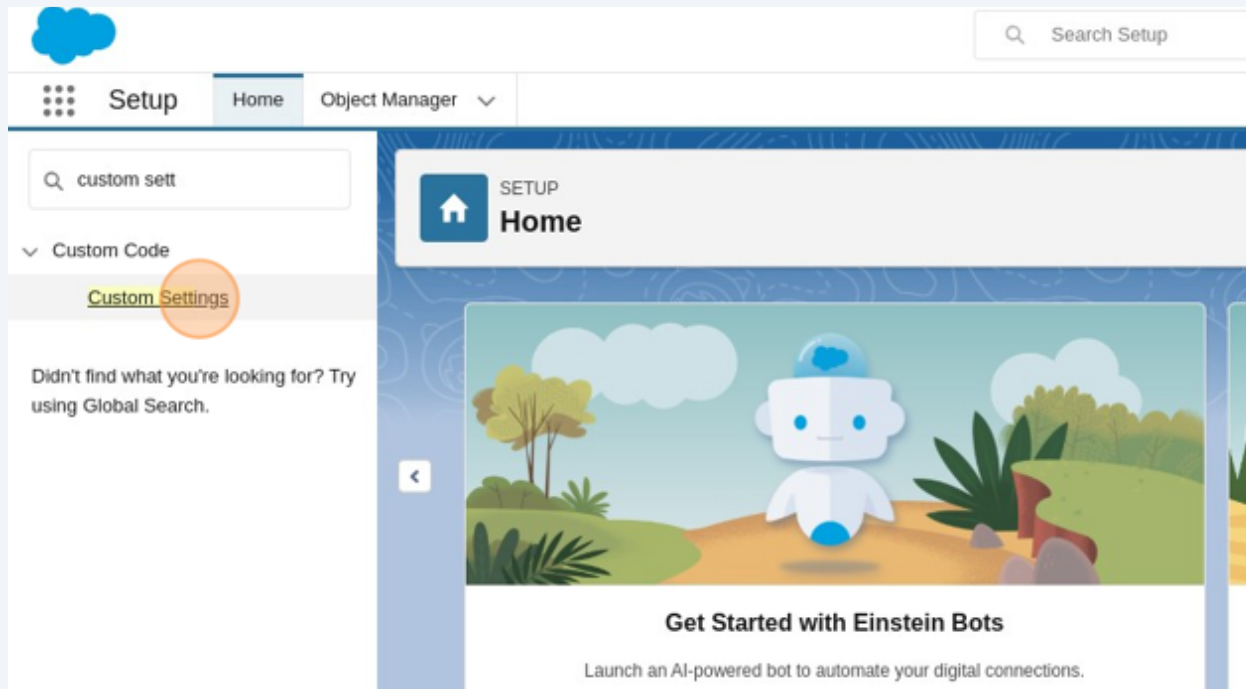 Search Setup
Setup Home Object Manager
custom sett
SETUP
Home
Custom Code
Custom Settings
Didn't find what you're looking for? Try
using Global Search.
Get Started with Einstein Bots
Launch an AI-powered bot to automate your digital connections.